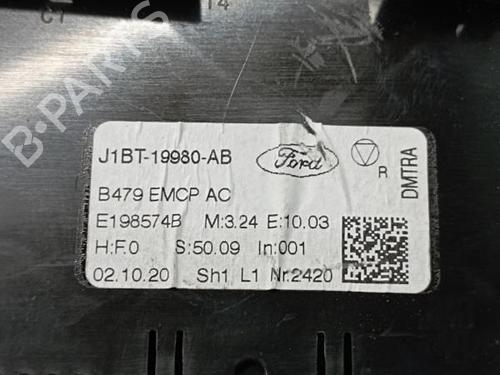 C1
14
B-PARTS
J1BT-19980-AB
Ford
R
DMTRA
B479 EMCP AC
E198574B M:3.24 E:10.03
H:F.0 S:50.09 In:001
02.10.20 Sh1 L1 Nr.2420